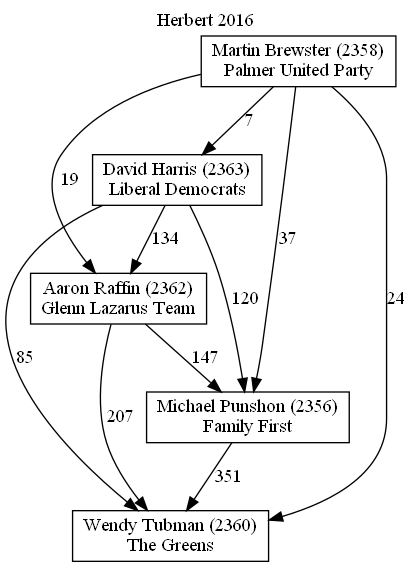 Herbert 2016
Martin Brewster (2358)
Palmer United Party
7
David Harris (2363)
Liberal Democrats
19
134
37
Aaron Raffin (2362)
Glenn Lazarus Team
120
24
85
147
Michael Punshon (2356)
Family First
207
351
Wendy Tubman (2360)
The Greens